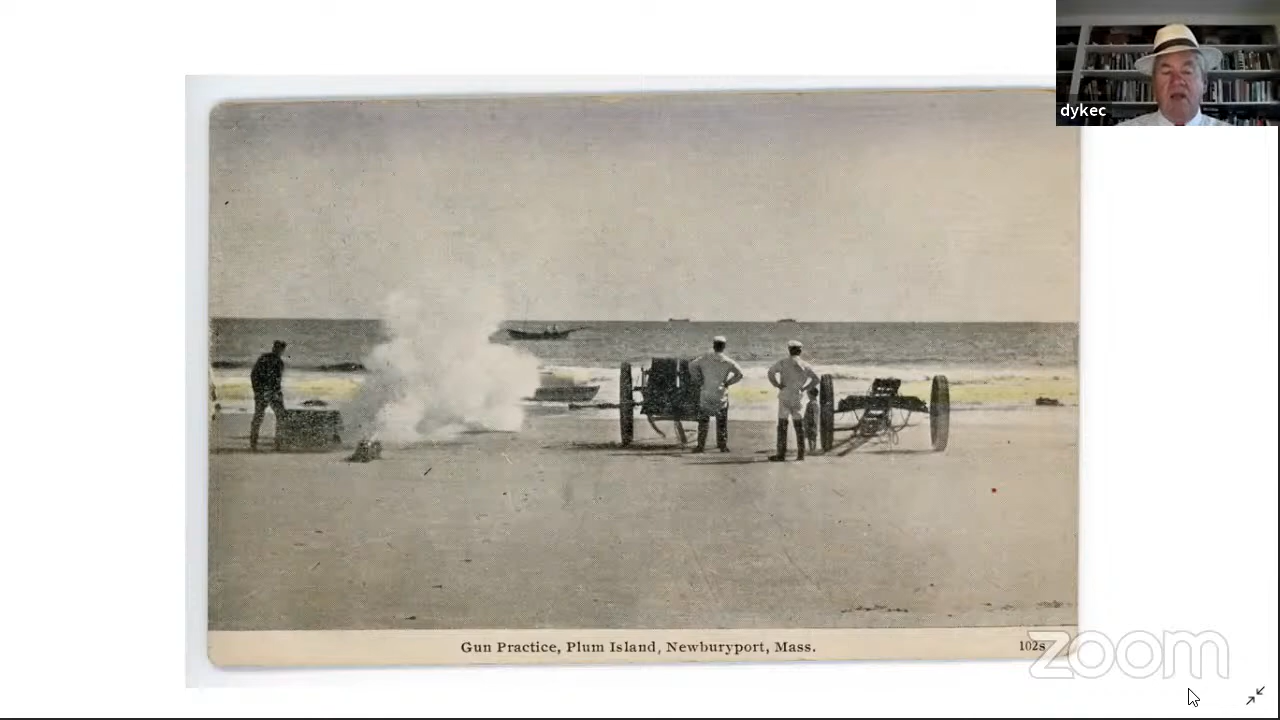 dykec
Gun Practice, Plum Island, Newburyport, Mass.
102s
zoom